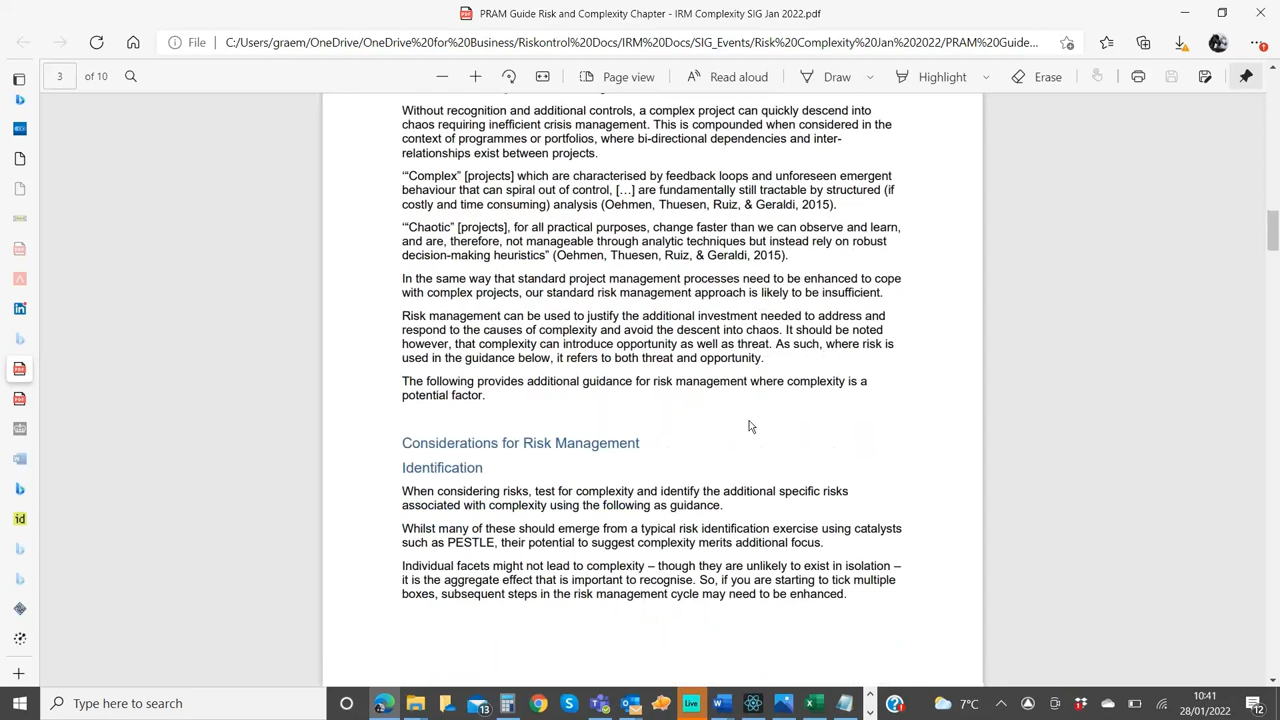 PRAM Guide Risk and Complexity Chapter - IRM Complexity SIG Jan 2022.pdf
File
C:/Users/graem/OneDrive/OneDrive%20for%20Business/Riskontrol%20Docs/IRM%20Docs/SIG_Events/Risk%20Complexity%20Jan%202022/PRAM%20Guide...
3 of 10
Page view
Read aloud
Draw
Highlight
Erase
Without recognition and additional controls, a complex project can quickly descend into
chaos requiring inefficient crisis management. This is compounded when considered in the
context of programmes or portfolios, where bi-directional dependencies and inter-
relationships exist between projects.
'“Complex” [projects] which are characterised by feedback loops and unforeseen emergent
behaviour that can spiral out of control, […] are fundamentally still tractable by structured (if
costly and time consuming) analysis (Oehmen, Thuesen, Ruiz, & Geraldi, 2015).
'“Chaotic” [projects], for all practical purposes, change faster than we can observe and learn,
and are, therefore, not manageable through analytic techniques but instead rely on robust
decision-making heuristics” (Oehmen, Thuesen, Ruiz, & Geraldi, 2015).
In the same way that standard project management processes need to be enhanced to cope
with complex projects, our standard risk management approach is likely to be insufficient.
Risk management can be used to justify the additional investment needed to address and
respond to the causes of complexity and avoid the descent into chaos. It should be noted
however, that complexity can introduce opportunity as well as threat. As such, where risk is
used in the guidance below, it refers to both threat and opportunity.
The following provides additional guidance for risk management where complexity is a
potential factor.
Considerations for Risk Management
Identification
When considering risks, test for complexity and identify the additional specific risks
associated with complexity using the following as guidance.
Whilst many of these should emerge from a typical risk identification exercise using catalysts
such as PESTLE, their potential to suggest complexity merits additional focus.
Individual facets might not lead to complexity – though they are unlikely to exist in isolation –
it is the aggregate effect that is important to recognise. So, if you are starting to tick multiple
boxes, subsequent steps in the risk management cycle may need to be enhanced.
Type here to search
13
Live
7°C
10:41
28/01/2022
12